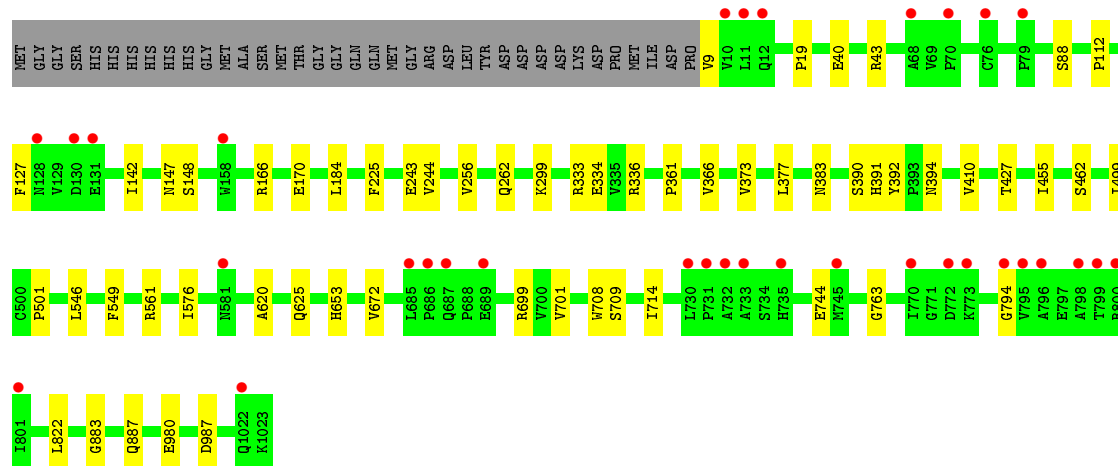 MET GLY GLY SER HIS HIS HIS HIS HIS HIS GLY MET ALA SER MET THR GLY GLY GLN GLN MET GLY ARG ASP LEU TYR ASP ASP ASP ASP LYS ASP PRO MET ILE ASP PRO V9 V10 L11 Q12 P19 E40 R43 A68 V69 P70 C76 P79 S88 P112
F127 N128 V129 D130 E131 I142 N147 S148 W158 R166 E170 L184 F225 E243 V244 V256 Q262 K299 R333 E334 V335 R336 P361 V366 V373 L377 N383 S390 H391 Y392 P393 N394 V410 T427 I455 S462 I499
C500 P501 L546 F549 R561 I576 N581 A620 Q625 H653 V672 L685 P686 Q687 P688 E689 R699 V700 V701 W708 S709 I714 L730 P731 A732 A733 S734 H735 E744 M745 G763 I770 G771 D772 K773 G794 V795 A796 E797 A798 T799 R800
I801 L822 G883 Q887 E980 D987 Q1022 K1023